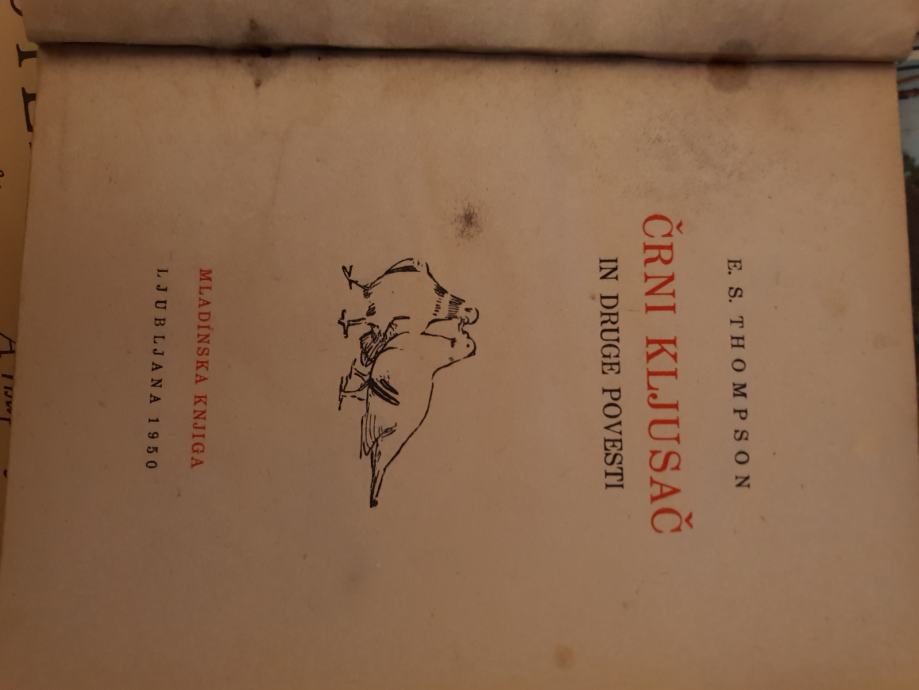 E. S. THOMPSON
ČRNI KLJUSAČ
IN DRUGE POVESTI
MLADINSKA KNJIGA
LJUBLJANA 1950